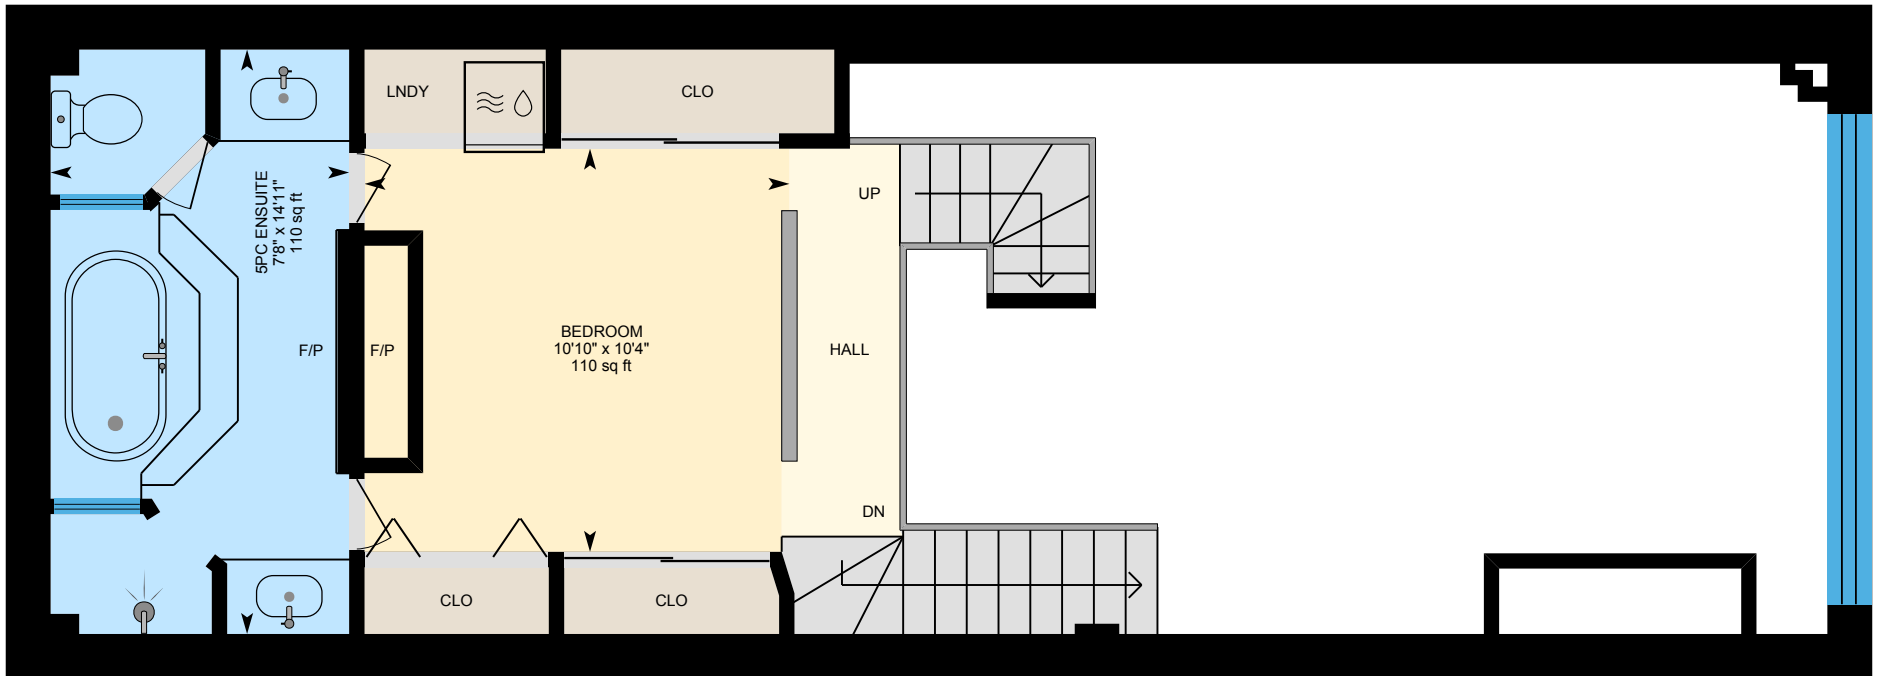 LNDY
CLO
UP
5PC ENSUITE
7'8" x 14'11"
110 sq ft
F/P
F/P
BEDROOM
10'10" x 10'4"
110 sq ft
HALL
DN
CLO
CLO